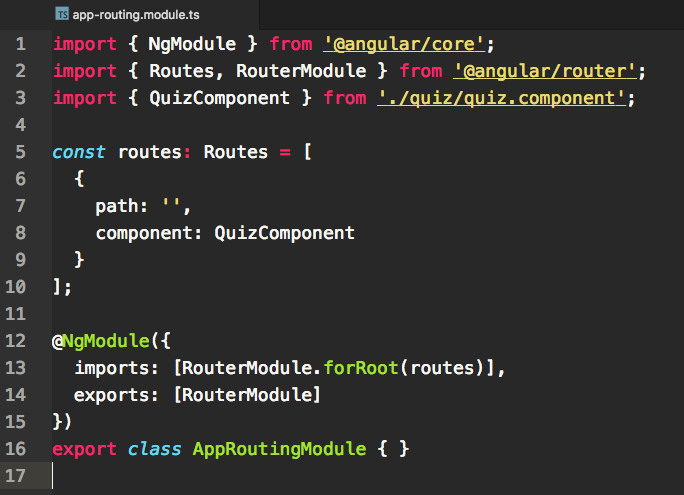 TS app-routing.module.ts
1 import { NgModule } from '@angular/core';
2 import { Routes, RouterModule } from '@angular/router';
3 import { QuizComponent } from './quiz/quiz.component';
4
5 const routes: Routes = [
6   {
7     path: '',
8     component: QuizComponent
9   }
10 ];
11
12 @NgModule({
13   imports: [RouterModule.forRoot(routes)],
14   exports: [RouterModule]
15 })
16 export class AppRoutingModule { }
17